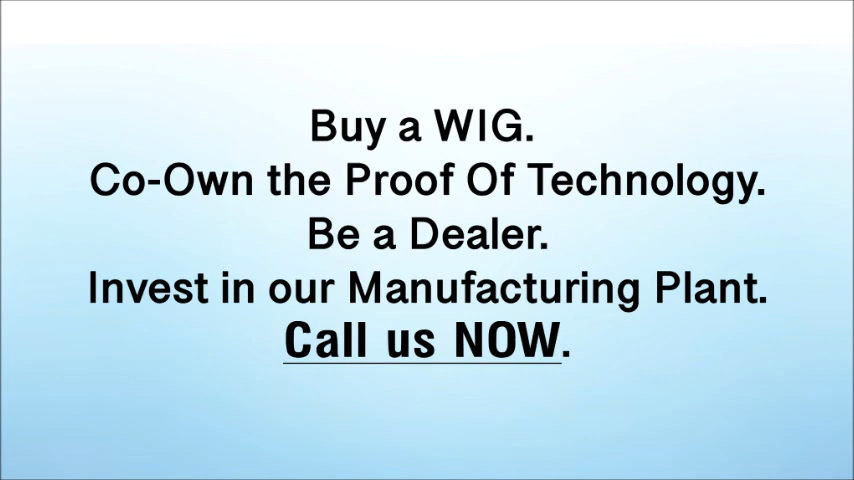 Buy a WIG.
Co-Own the Proof Of Technology.
Be a Dealer.
Invest in our Manufacturing Plant.
Call us NOW.